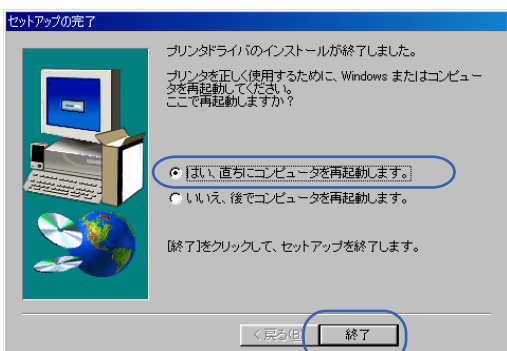 セットアップの完了
プリンタドライバのインストールが終了しました。
プリンタを正しく使用するために、Windows またはコンピュー
タを再起動してください。
ここで再起動しますか？
はい、直ちにコンピュータを再起動します。
いいえ、後でコンピュータを再起動します。
[終了]をクリックして、セットアップを終了します。
< 戻る(B)
終了